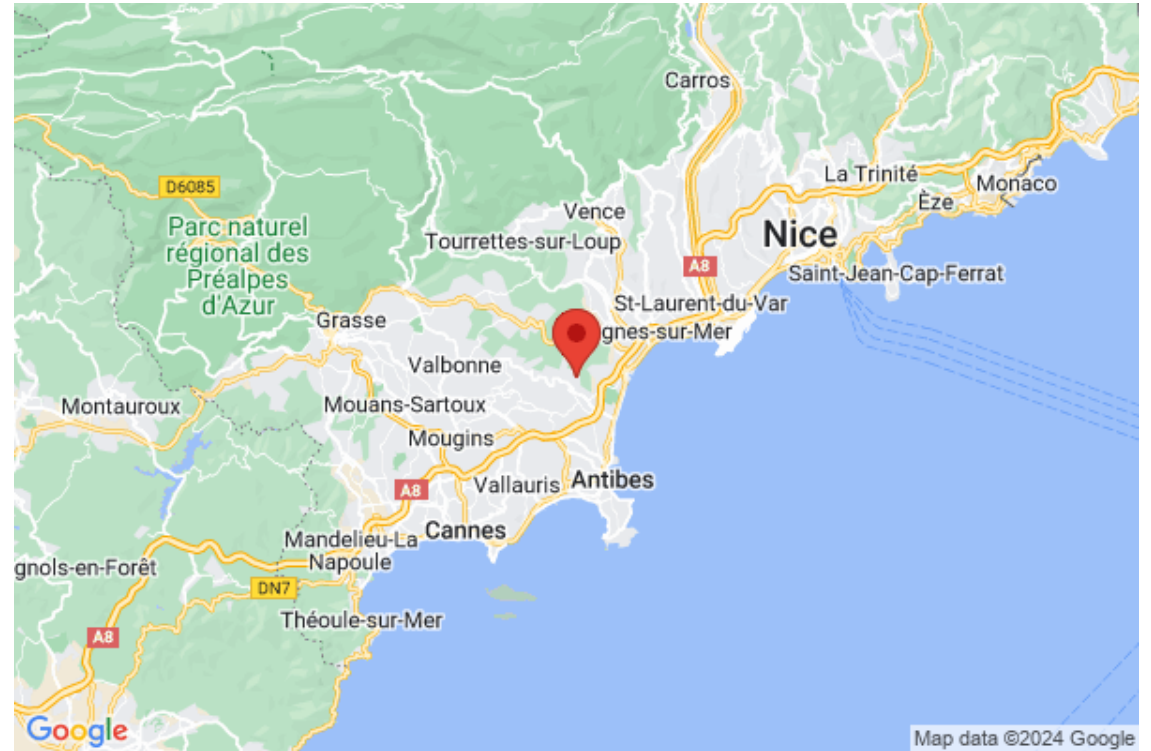 Carros
La Trinité
Monaco
Èze
D6085
Vence
Parc naturel
régional des
Préalpes
d'Azur
Tourrettes-sur-Loup
Nice
A8
Saint-Jean-Cap-Ferrat
St-Laurent-du-Var
Grasse
gnes-sur-Mer
Valbonne
Montauroux
Mouans-Sartoux
Mougins
A8
Vallauris
Antibes
Cannes
Mandelieu-La
Napoule
gnols-en-Forêt
DN7
Théoule-sur-Mer
A8
Google
Map data ©2024 Google